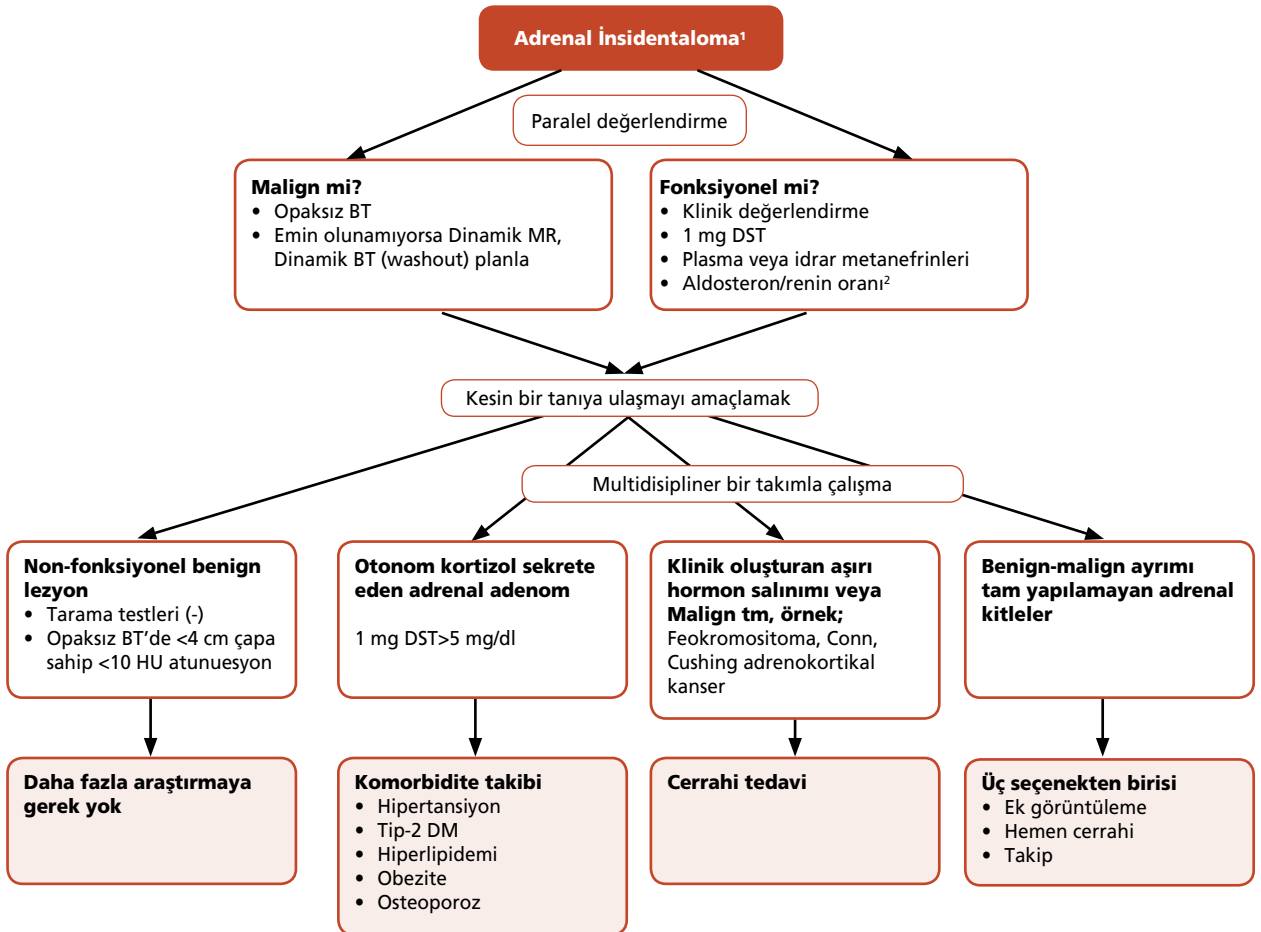 Adrenal İnsidentaloma¹
Paralel değerlendirme
Malign mi?
• Opaksız BT
• Emin olunamıyorsa Dinamik MR,
Dinamik BT (washout) planla
Fonksiyonel mi?
• Klinik değerlendirme
• 1 mg DST
• Plasma veya idrar metanefrinleri
• Aldosteron/renin oranı²
Kesin bir tanıya ulaşmayı amaçlamak
Multidisipliner bir takımla çalışma
Non-fonksiyonel benign
lezyon
• Tarama testleri (-)
• Opaksız BT’de <4 cm çapa
sahip <10 HU atunuesyon
Otonom kortizol sekrete
eden adrenal adenom
1 mg DST>5 mg/dl
Klinik oluşturan aşırı
hormon salınımı veya
Malign tm, örnek;
Feokromositoma, Conn,
Cushing adrenokortikal
kanser
Benign-malign ayrımı
tam yapılamayan adrenal
kitleler
Daha fazla araştırmaya
gerek yok
Komorbidite takibi
• Hipertansiyon
• Tip-2 DM
• Hiperlipidemi
• Obezite
• Osteoporoz
Cerrahi tedavi
Üç seçenekten birisi
• Ek görüntüleme
• Hemen cerrahi
• Takip